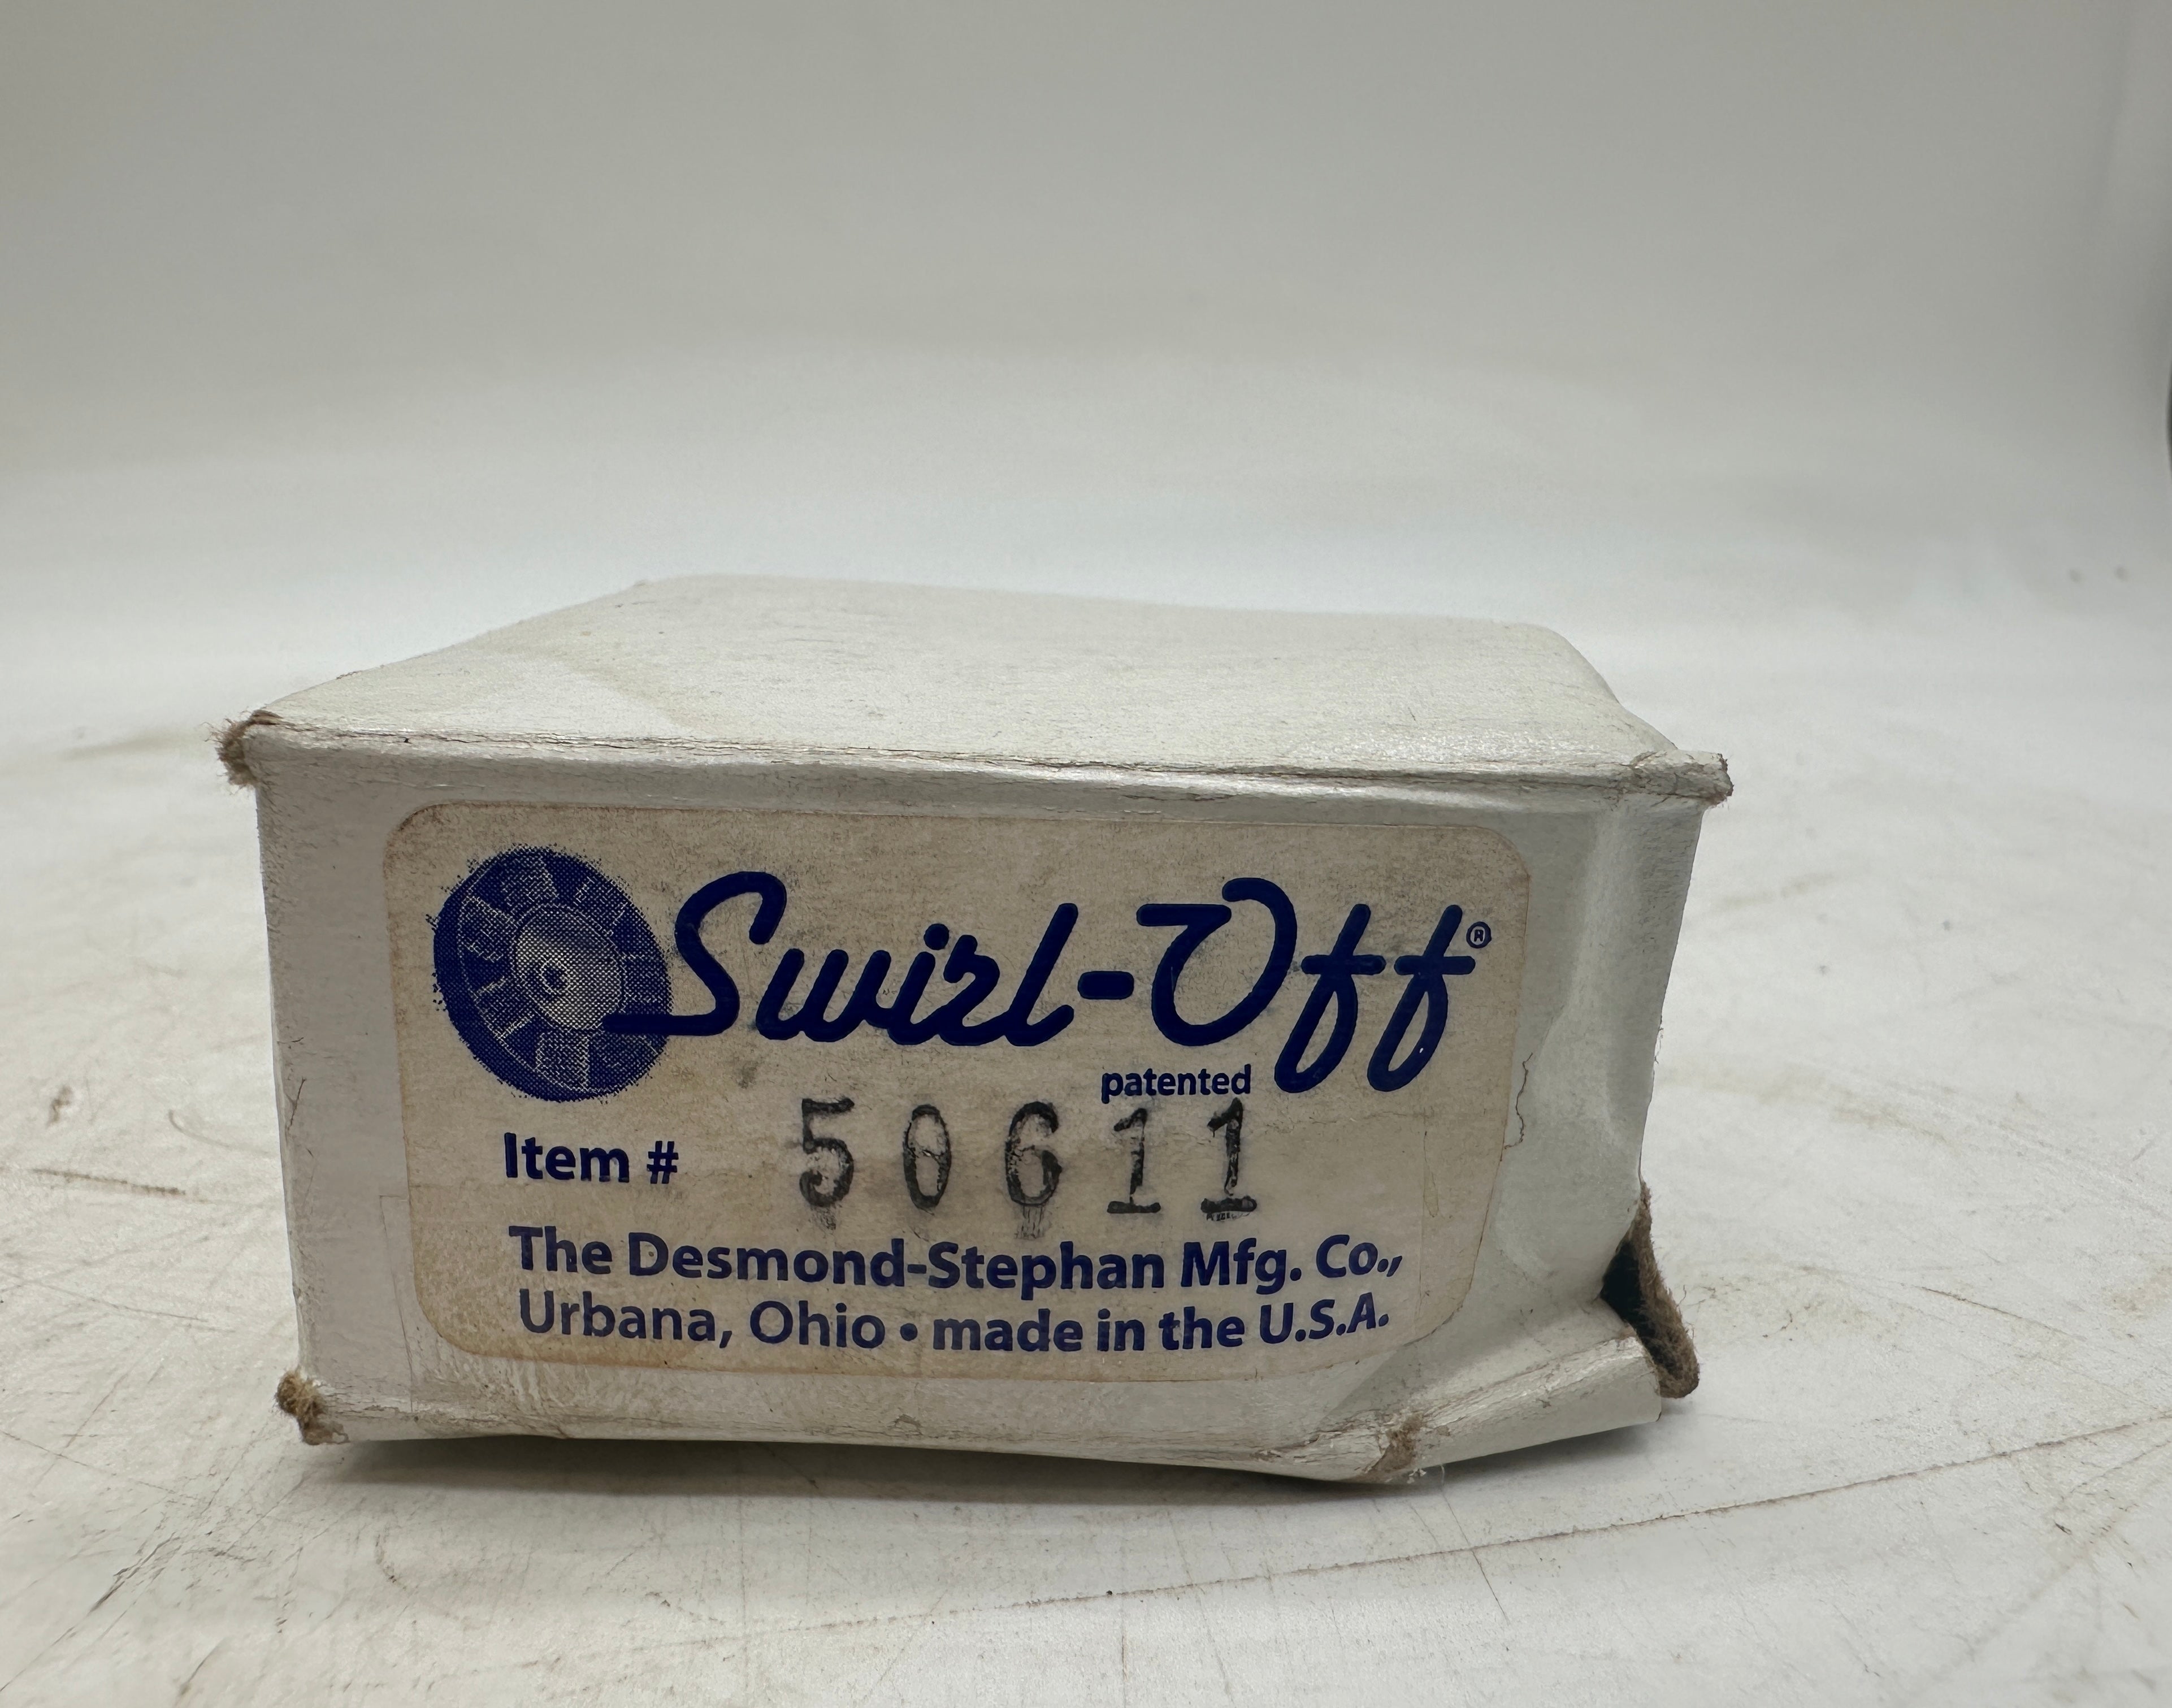 Swirl-Off®
patented
Item # 50611
The Desmond-Stephan Mfg. Co.,
Urbana, Ohio • made in the U.S.A.